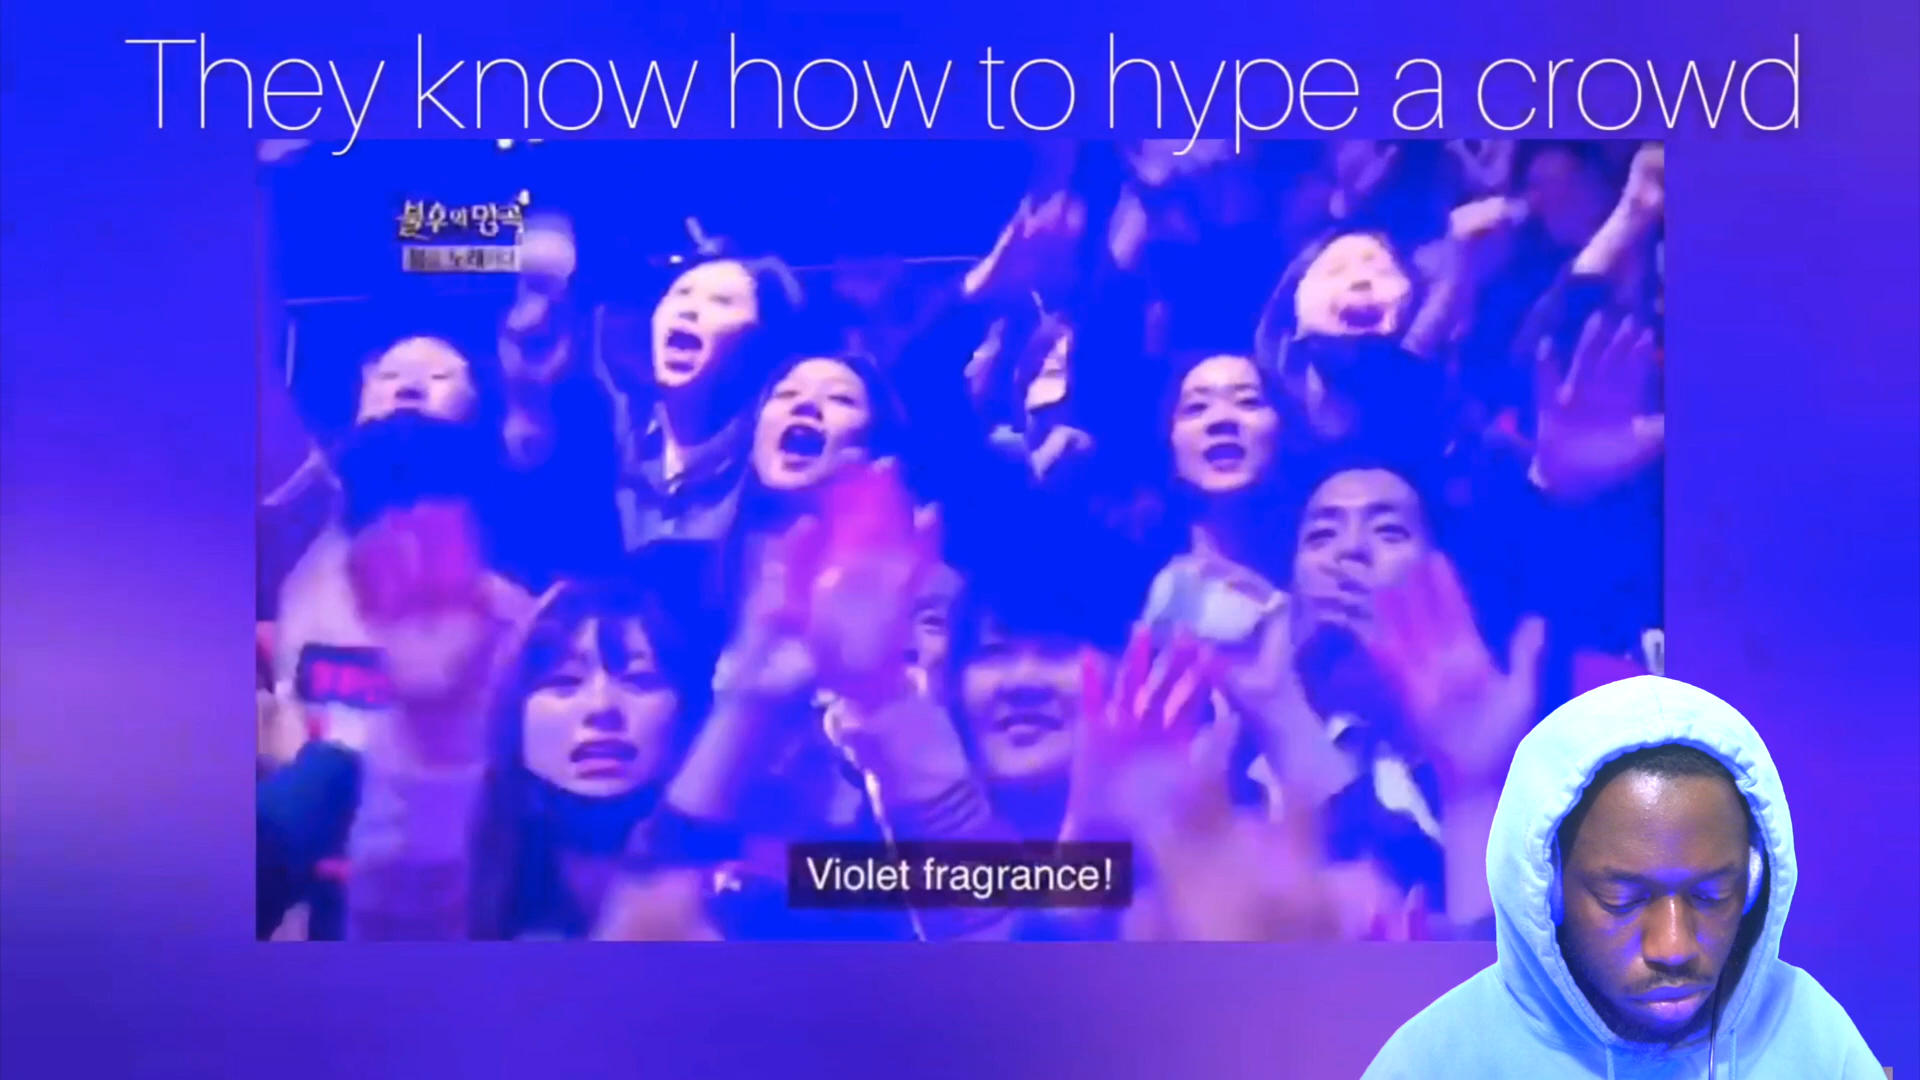 They know how to hype a crowd
불후의 명곡
Violet fragrance!